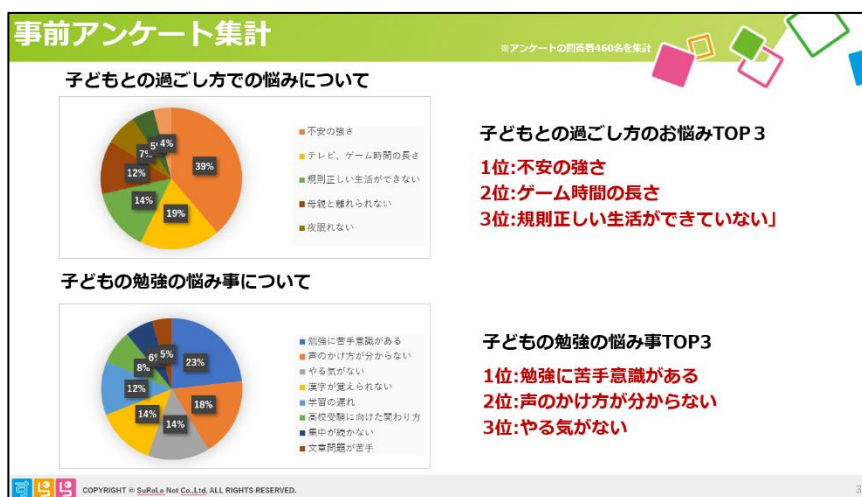 事前アンケート集計
※アンケートの回答者460名を集計
子どもとの過ごし方での悩みについて
39%
19%
14%
12%
7%
5%
4%
不安の強さ
テレビ、ゲーム時間の長さ
規則正しい生活ができない
母親と離れられない
夜眠れない
子どもとの過ごし方のお悩みTOP3
1位:不安の強さ
2位:ゲーム時間の長さ
3位:規則正しい生活ができていない」
子どもの勉強の悩み事について
23%
18%
14%
14%
12%
8%
6%
5%
勉強に苦手意識がある
声のかけ方が分からない
やる気がない
漢字が覚えられない
学習の遅れ
高校受験に向けた関わり方
集中が続かない
文章問題が苦手
子どもの勉強の悩み事TOP3
1位:勉強に苦手意識がある
2位:声のかけ方が分からない
3位:やる気がない
すらら
COPYRIGHT © SuRaLa Net Co.,Ltd. ALL RIGHTS RESERVED.
3